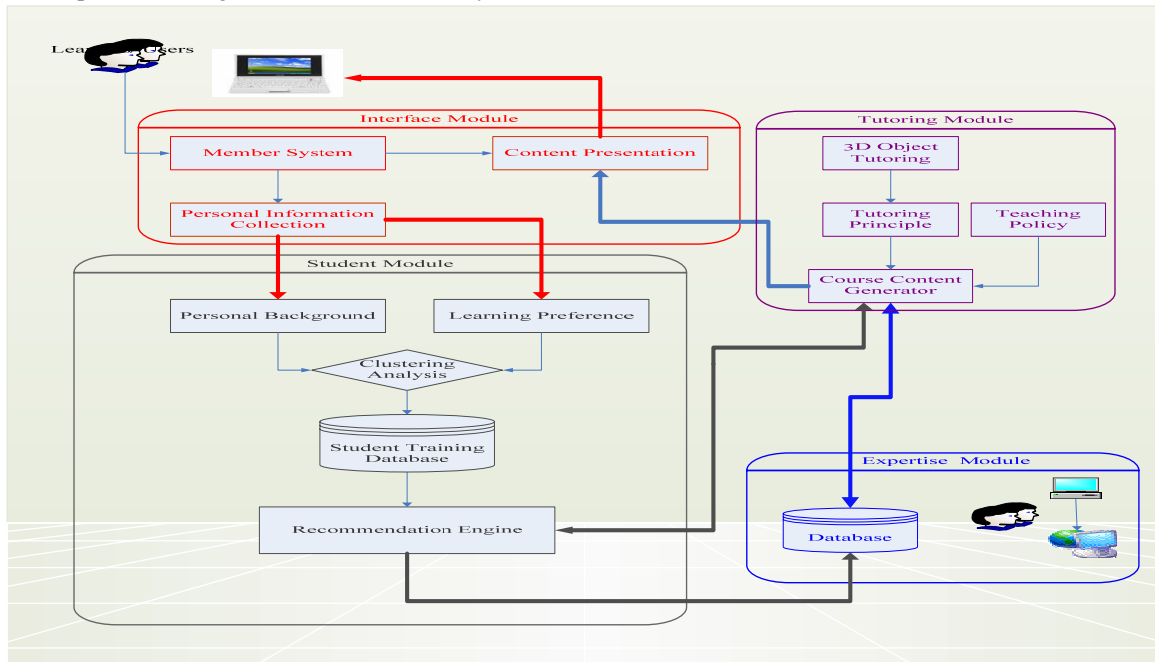 Users
Interface Module
Member System
Content Presentation
Personal Information
Collection
Tutoring Module
3D Object
Tutoring
Tutoring
Principle
Teaching
Policy
Course Content
Generator
Student Module
Personal Background
Learning Preference
Clustering
Analysis
Student Training
Database
Recommendation Engine
Expertise Module
Database